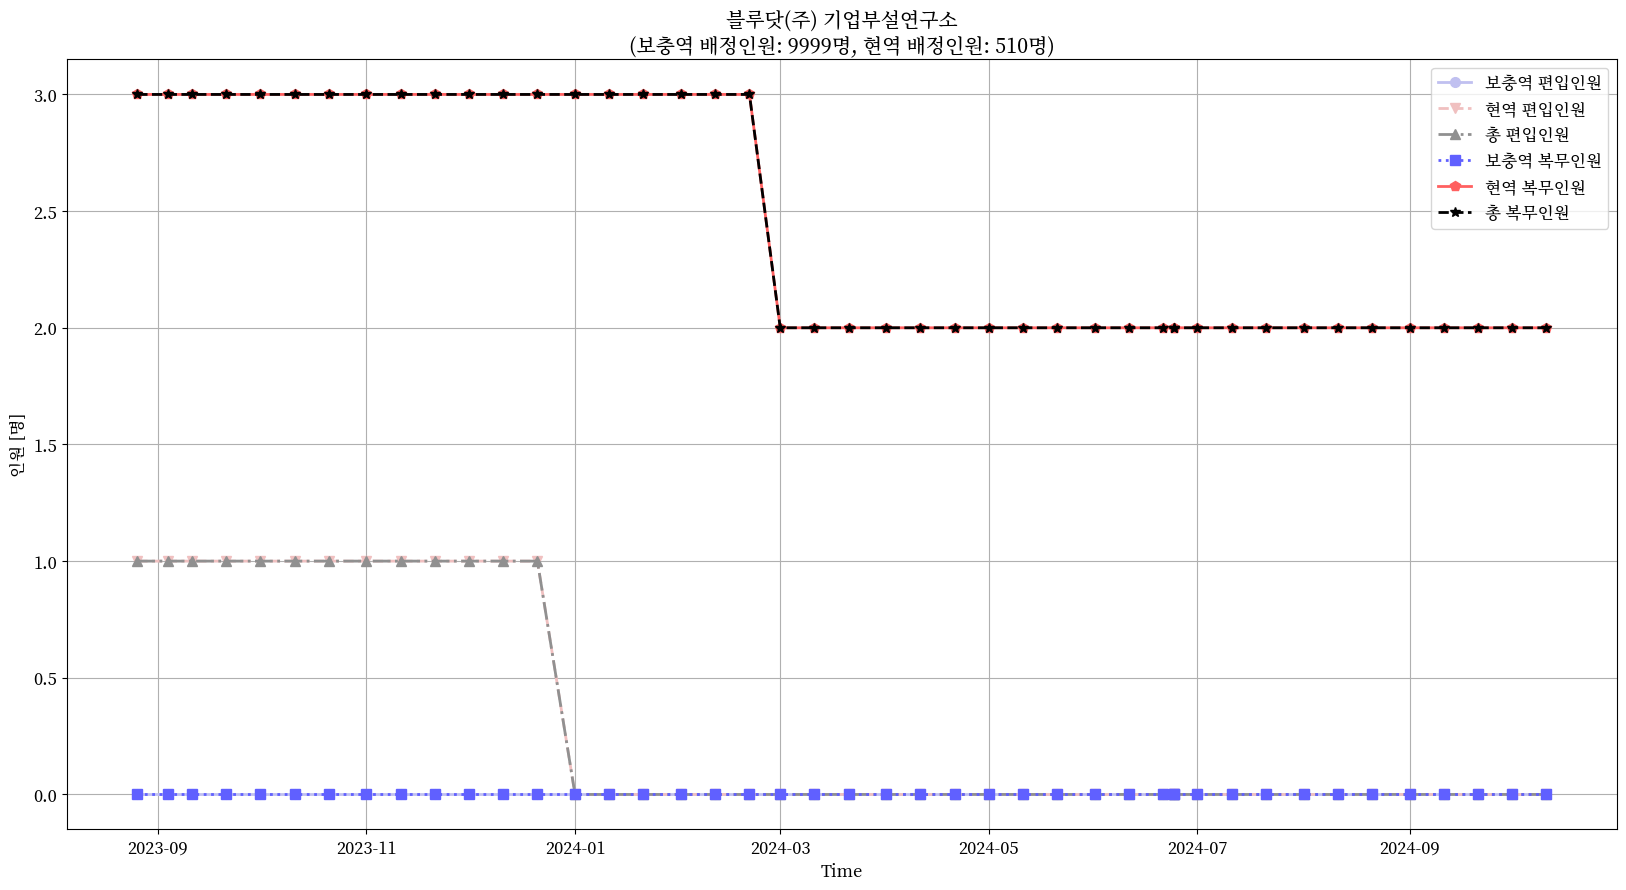 블루닷(주) 기업부설연구소
(보충역 배정인원: 9999명, 현역 배정인원: 510명)
보충역 편입인원
현역 편입인원
총 편입인원
보충역 복무인원
현역 복무인원
총 복무인원
인원 [명]
3.0
2.5
2.0
1.5
1.0
0.5
0.0
2023-09
2023-11
2024-01
2024-03
2024-05
2024-07
2024-09
Time